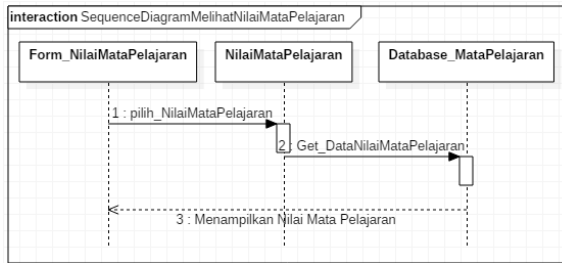 interaction SequenceDiagramMelihatNilaiMataPelajaran
Form_NilaiMataPelajaran
NilaiMataPelajaran
Database_MataPelajaran
1 : pilih_NilaiMataPelajaran
2 : Get_DataNilaiMataPelajaran
3 : Menampilkan Nilai Mata Pelajaran